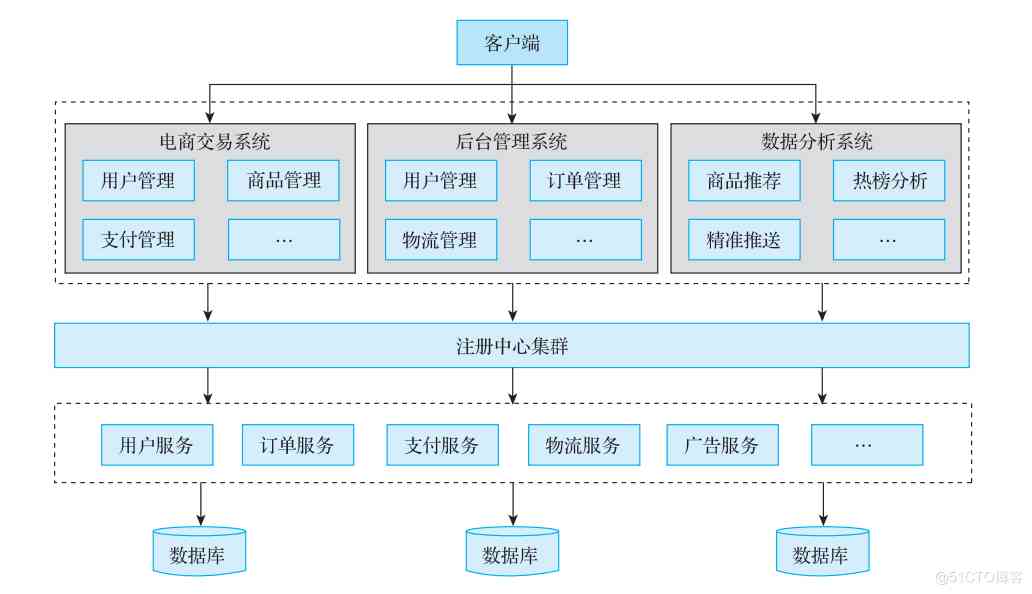 客户端
电商交易系统
用户管理
商品管理
支付管理
…
后台管理系统
用户管理
订单管理
物流管理
…
数据分析系统
商品推荐
热榜分析
精准推送
…
注册中心集群
用户服务
订单服务
支付服务
物流服务
广告服务
…
数据库
数据库
数据库
@51CTO博客